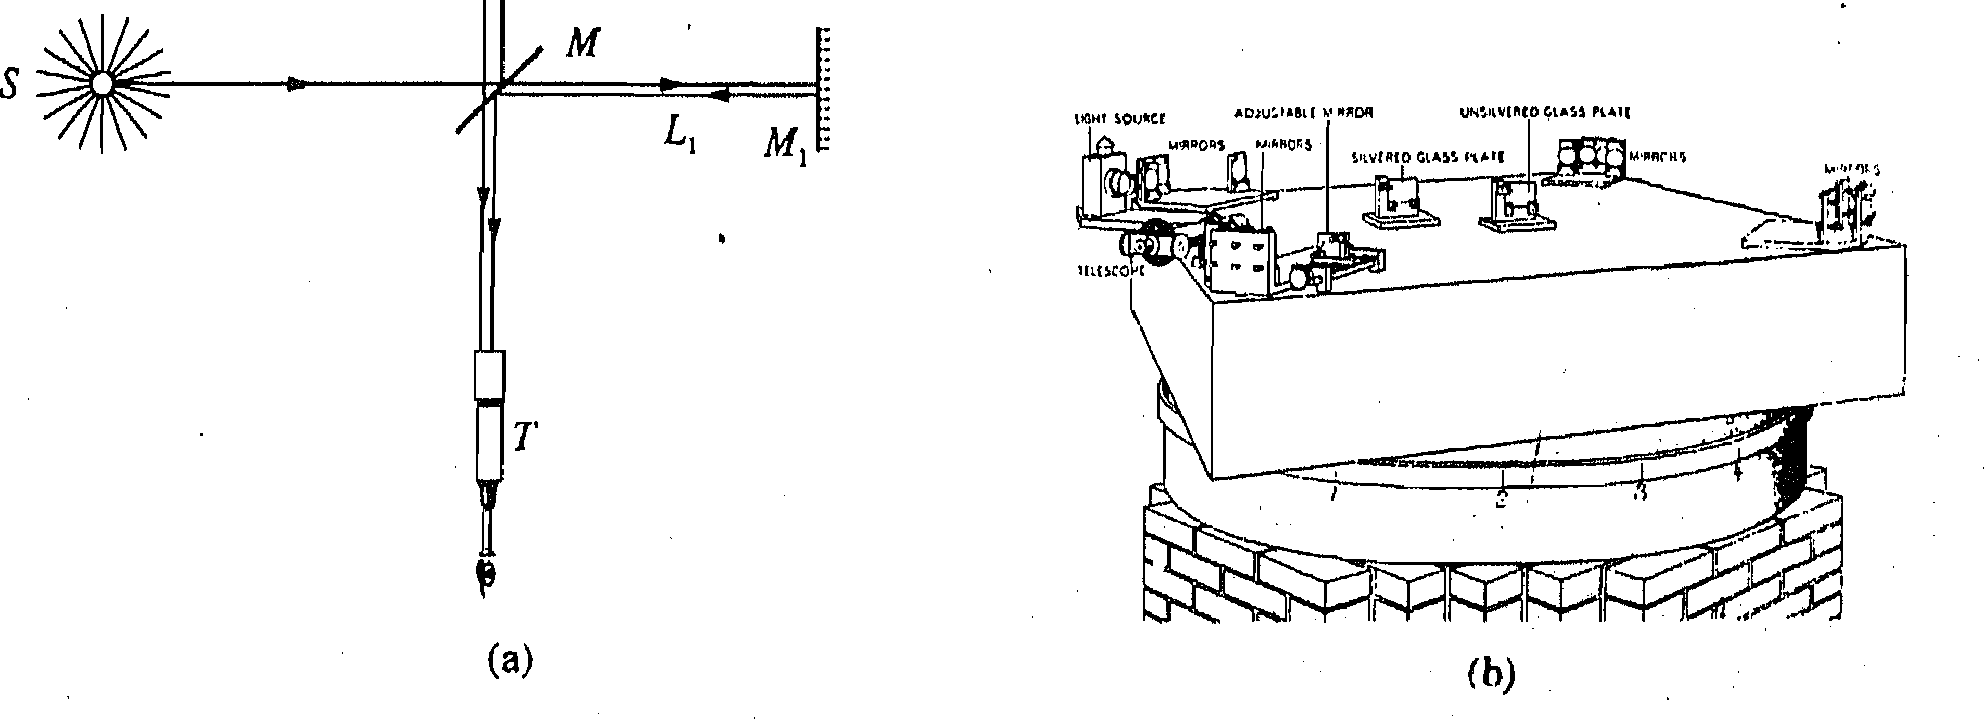 S
M
L₁
M₁
T
(a)
LIGHT SOURCE
ADJUSTABLE MIRROR
UNSILVERED GLASS PLATE
MIRRORS
MIRRORS
SILVERED GLASS PLATE
MIRRORS
MIRRORS
TELESCOPE
1
2
3
4
(b)